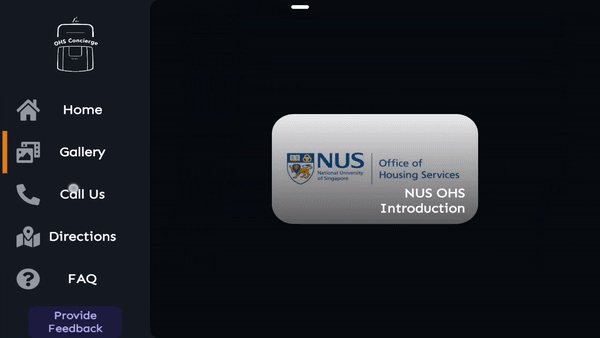 OHS Concierge
Home
Gallery
Call Us
Directions
FAQ
Provide
Feedback
NUS
National University
of Singapore
Office of
Housing Services
NUS OHS
Introduction